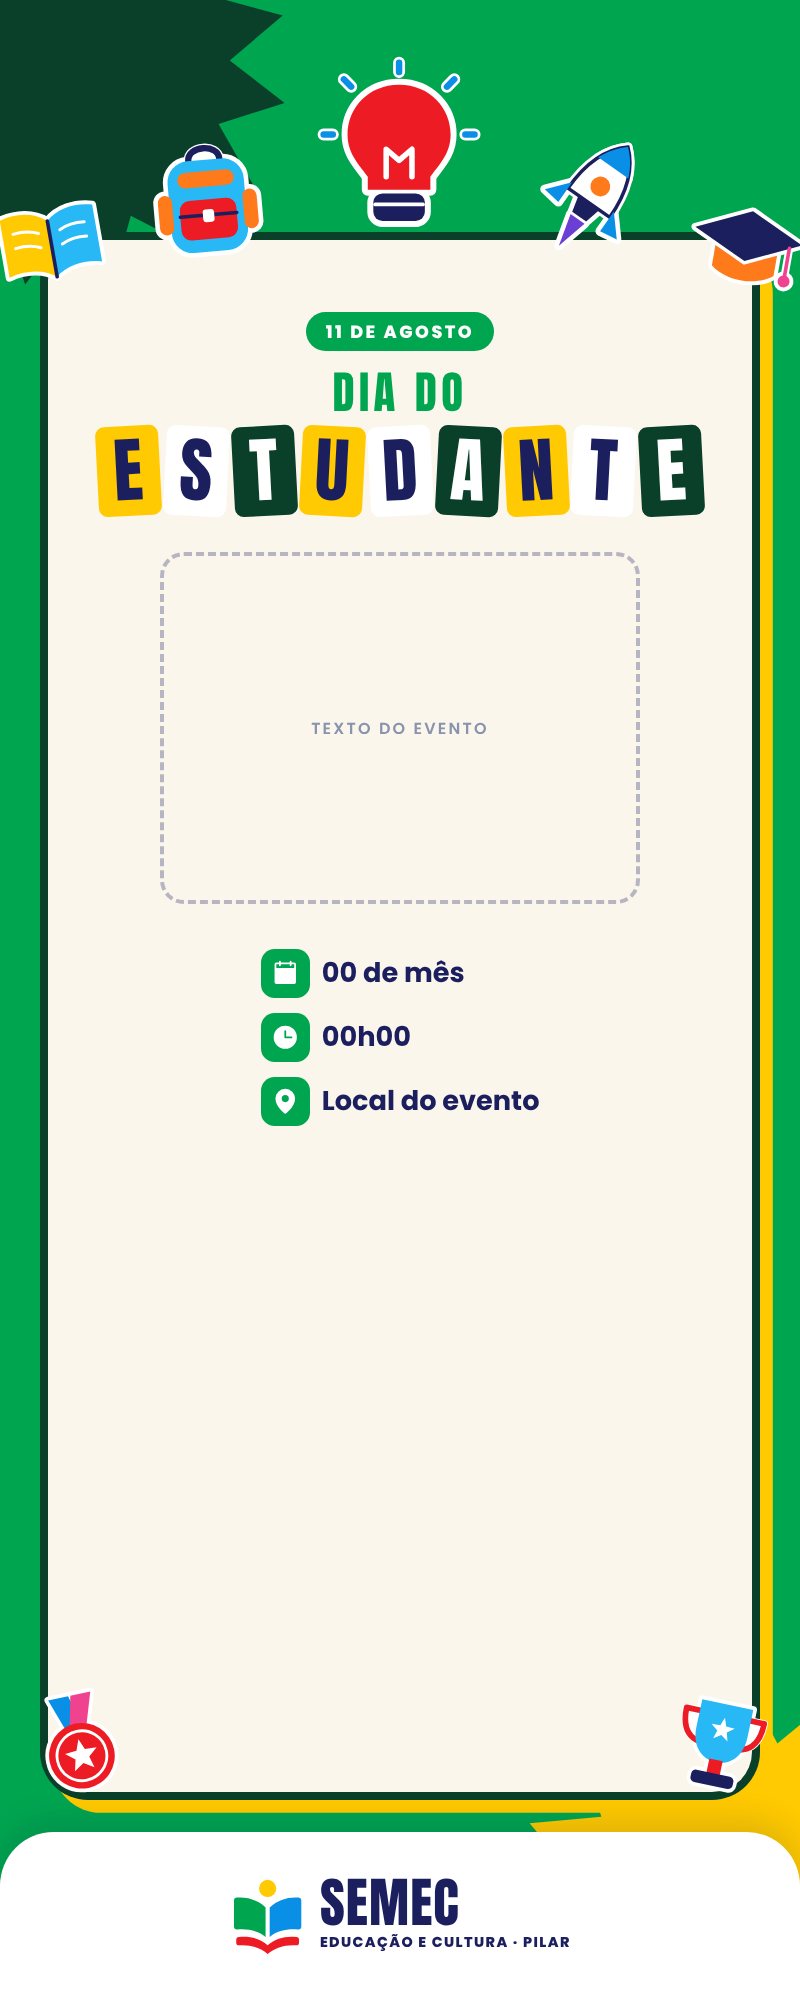 M
11 DE AGOSTO
DIA DO
ESTUDANTE
TEXTO DO EVENTO
00 de mês
00h00
Local do evento
SEMEC
EDUCAÇÃO E CULTURA · PILAR